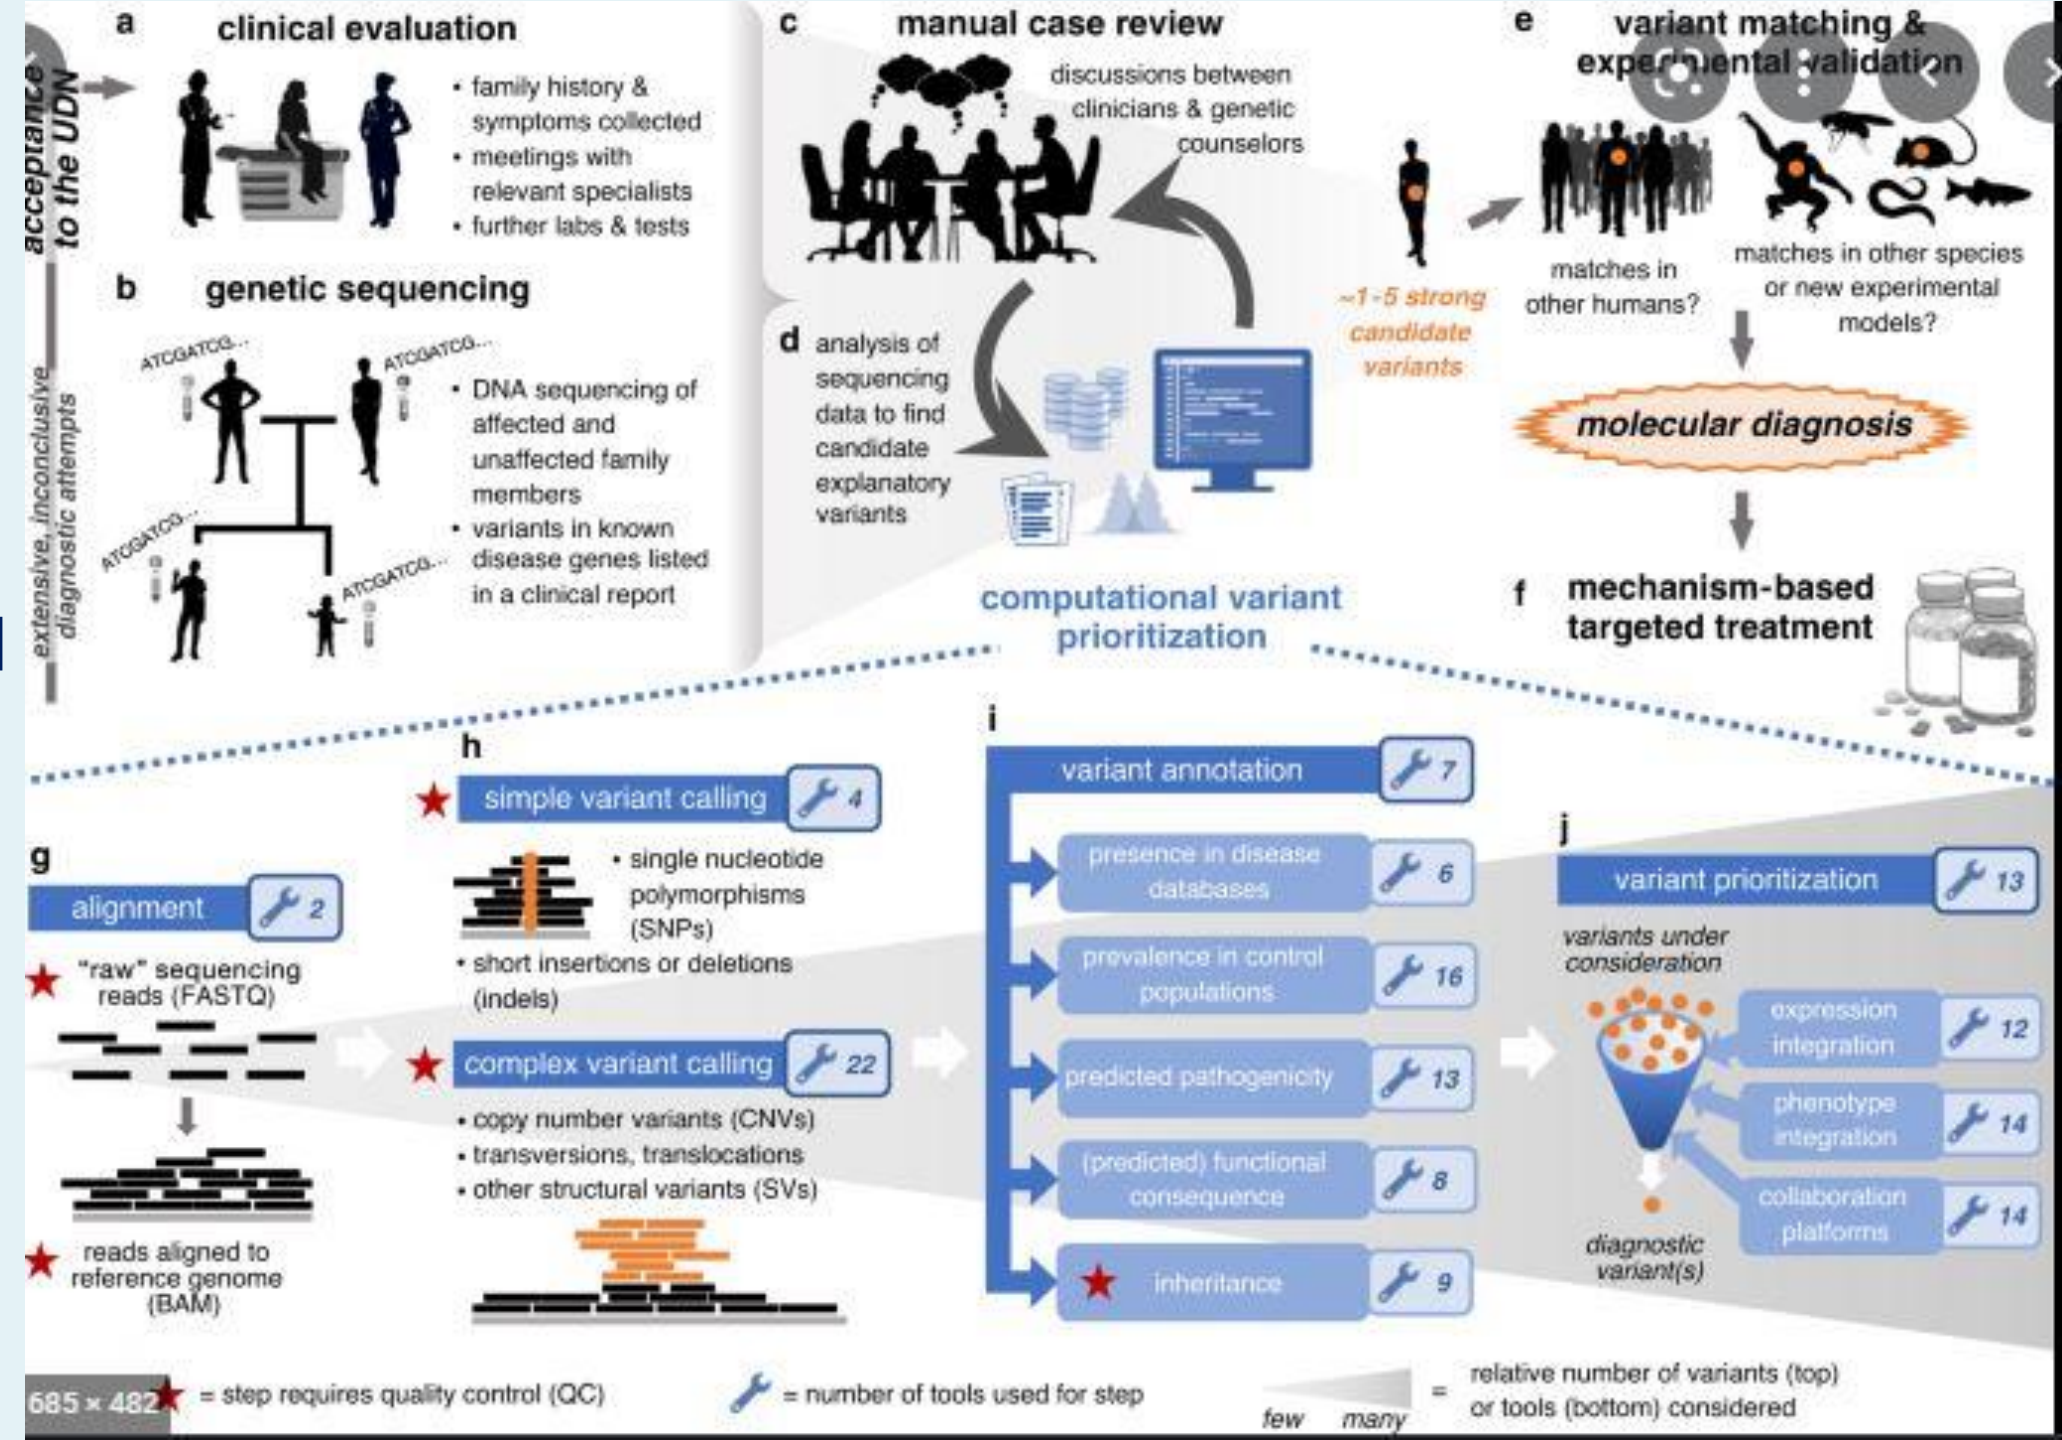 acceptance
to the UDN
extensive, inconclusive
diagnostic attempts
a
clinical evaluation
• family history &
symptoms collected
• meetings with
relevant specialists
• further labs & tests
b
genetic sequencing
ATCGATCG...
ATCGATCG...
ATCGATCG...
ATCGATCG...
• DNA sequencing of
affected and
unaffected family
members
• variants in known
disease genes listed
in a clinical report
c
manual case review
discussions between
clinicians & genetic
counselors
d
analysis of
sequencing
data to find
candidate
explanatory
variants
computational variant
prioritization
~1-5 strong
candidate
variants
e
variant matching &
experimental validation
matches in
other humans?
matches in other species
or new experimental
models?
molecular diagnosis
f
mechanism-based
targeted treatment
g
alignment
2
"raw" sequencing
reads (FASTQ)
reads aligned to
reference genome
(BAM)
h
simple variant calling
4
• single nucleotide
polymorphisms
(SNPs)
• short insertions or deletions
(indels)
complex variant calling
22
• copy number variants (CNVs)
• transversions, translocations
• other structural variants (SVs)
i
variant annotation
7
presence in disease
databases
6
prevalence in control
populations
16
predicted pathogenicity
13
(predicted) functional
consequence
8
inheritance
9
j
variant prioritization
13
variants under
consideration
expression
integration
12
phenotype
integration
14
collaboration
platforms
14
diagnostic
variant(s)
685 × 482
= step requires quality control (QC)
= number of tools used for step
few many
=
relative number of variants (top)
or tools (bottom) considered